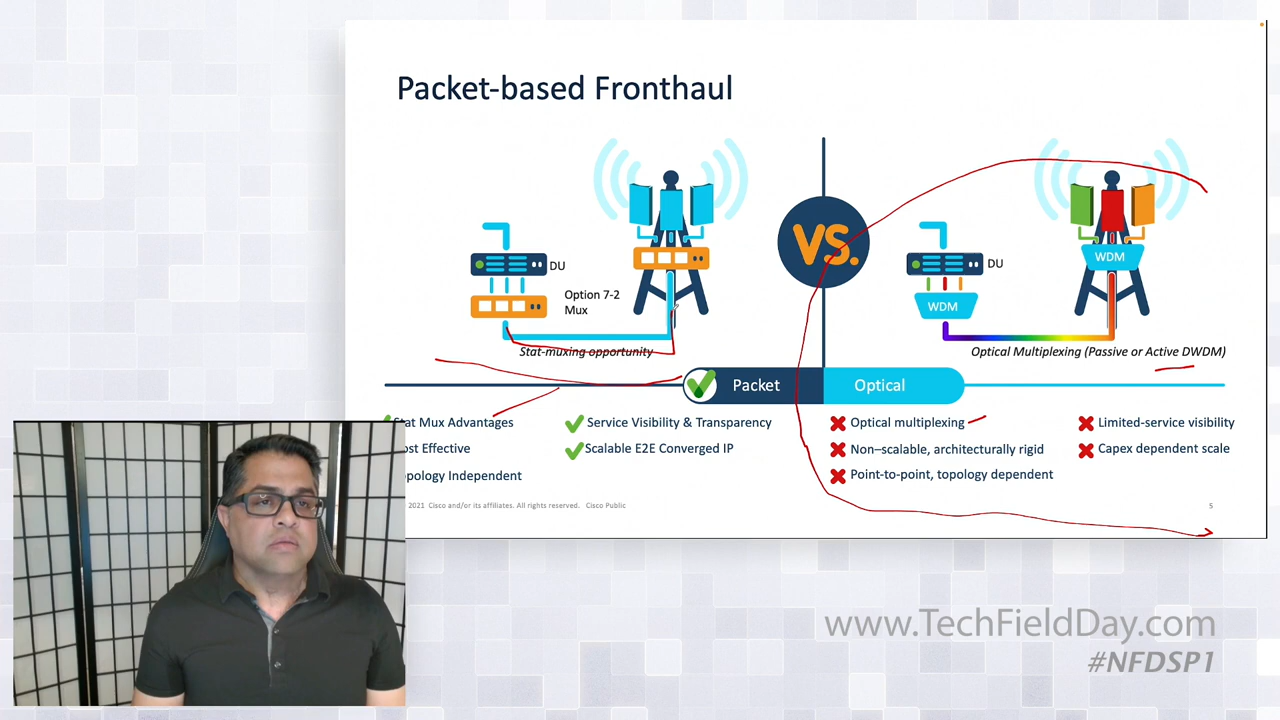 Packet-based Fronthaul
DU
Option 7-2
Mux
Stat-muxing opportunity
VS.
DU
WDM
WDM
Optical Multiplexing (Passive or Active DWDM)
Packet
Optical
Stat Mux Advantages
Service Visibility & Transparency
Optical multiplexing
Limited-service visibility
Effective
Scalable E2E Converged IP
Non–scalable, architecturally rigid
Capex dependent scale
Independent
Point-to-point, topology dependent
2021 Cisco and/or its affiliates. All rights reserved. Cisco Public
5
www.TechFieldDay.com
#NFDSP1